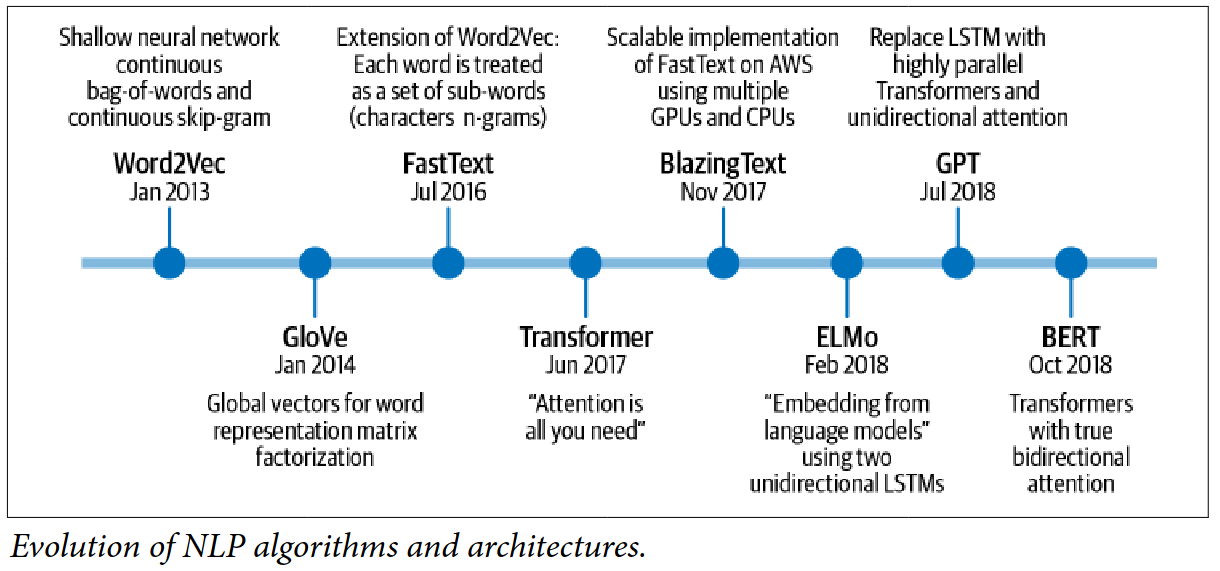 Shallow neural network
continuous
bag-of-words and
continuous skip-gram
Word2Vec
Jan 2013
Extension of Word2Vec:
Each word is treated
as a set of sub-words
(characters n-grams)
FastText
Jul 2016
Scalable implementation
of FastText on AWS
using multiple
GPUs and CPUs
BlazingText
Nov 2017
Replace LSTM with
highly parallel
Transformers and
unidirectional attention
GPT
Jul 2018
GloVe
Jan 2014
Global vectors for word
representation matrix
factorization
Transformer
Jun 2017
“Attention is
all you need”
ELMo
Feb 2018
“Embedding from
language models”
using two
unidirectional LSTMs
BERT
Oct 2018
Transformers
with true
bidirectional
attention
Evolution of NLP algorithms and architectures.